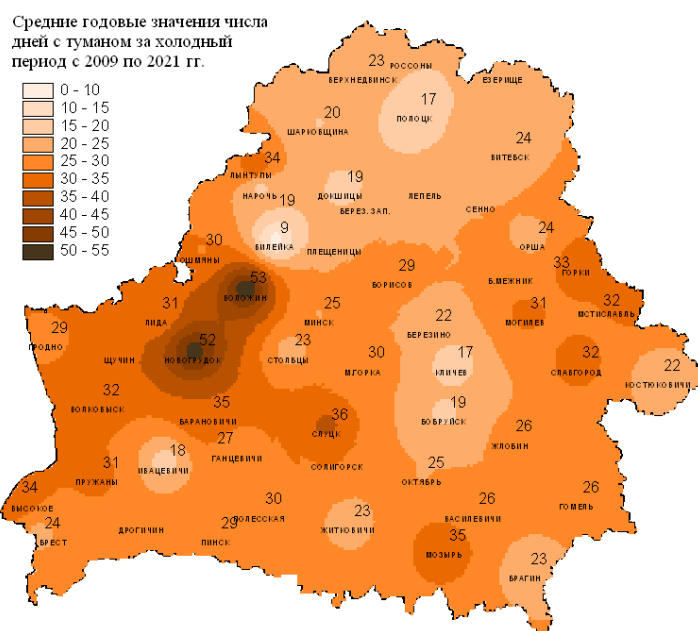 Средние годовые значения числа
дней с туманом за холодный
период с 2009 по 2021 гг.
0 - 10
10 - 15
15 - 20
20 - 25
25 - 30
30 - 35
35 - 40
40 - 45
45 - 50
50 - 55
23 РОССОНЫ
ВЕРХНЕДВИНСК ЕЗЕРИЩЕ
17
ПОЛОЦК
20
ШАРКОВЩИНА
24
ВИТЕБСК
34
ЛЫНТУПЫ
19
НАРОЧЬ
19
ДОКШИЦЫ
ЛЕПЕЛЬ
БЕРЕЗ. ЗАП.
СЕННО
9
ВИЛЕЙКА
ПЛЕЩЕНИЦЫ
24
ОРША
30
ОШМЯНЫ
53
ВОЛОЖИН
29
БОРИСОВ
Б.МЕЖНИК
33
ГОРКИ
31
ЛИДА
25
МИНСК
22
БЕРЕЗИНО
31
МОГИЛЕВ
32
МСТИСЛАВЛЬ
29
ГРОДНО
ЩУЧИН
52
НОВОГРУДОК
23
СТОЛБЦЫ
30
М.ГОРКА
17
КЛИЧЕВ
32
СЛАВГОРОД
22
КОСТЮКОВИЧИ
32
ВОЛКОВЫСК
35
БАРАНОВИЧИ
36
СЛУЦК
19
БОБРУЙСК
26
ЖЛОБИН
27
ГАНЦЕВИЧИ
18
ИВАЦЕВИЧИ
31
ПРУЖАНЫ
СОЛИГОРСК
25
ОКТЯБРЬ
34
ВЫСОКОЕ
30
ПОЛЕССКАЯ
26
ВАСИЛЕВИЧИ
26
ГОМЕЛЬ
24
БРЕСТ
ДРОГИЧИН
29
ПИНСК
23
ЖИТКОВИЧИ
35
МОЗЫРЬ
23
БРАГИН